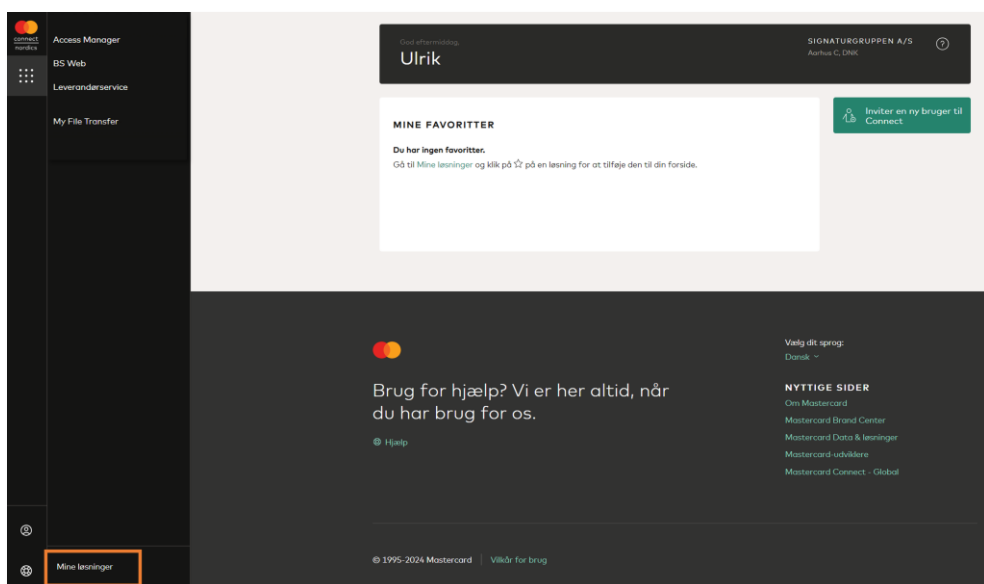 connect
nordics
Access Manager
BS Web
Leverandørservice
My File Transfer
God eftermiddag,
Ulrik
SIGNATURGRUPPEN A/S
Aarhus C, DNK
?
Inviter en ny bruger til
Connect
MINE FAVORITTER
Du har ingen favoritter.
Gå til Mine løsninger og klik på på en løsning for at tilføje den til din forside.
Vælg dit sprog:
Dansk
Brug for hjælp? Vi er her altid, når
du har brug for os.
Hjælp
NYTTIGE SIDER
Om Mastercard
Mastercard Brand Center
Mastercard Data & løsninger
Mastercard-udviklere
Mastercard Connect - Global
Mine løsninger
© 1995-2024 Mastercard | Vilkår for brug